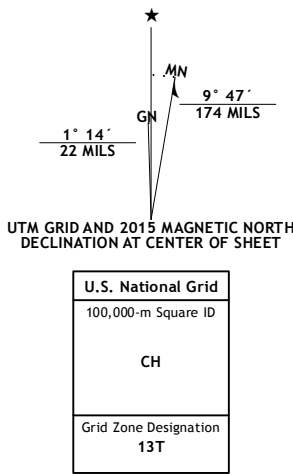 ★
MN
GN
9° 47´
174 MILS
1° 14´
22 MILS
UTM GRID AND 2015 MAGNETIC NORTH
DECLINATION AT CENTER OF SHEET
U.S. National Grid
100,000-m Square ID
CH
Grid Zone Designation
13T